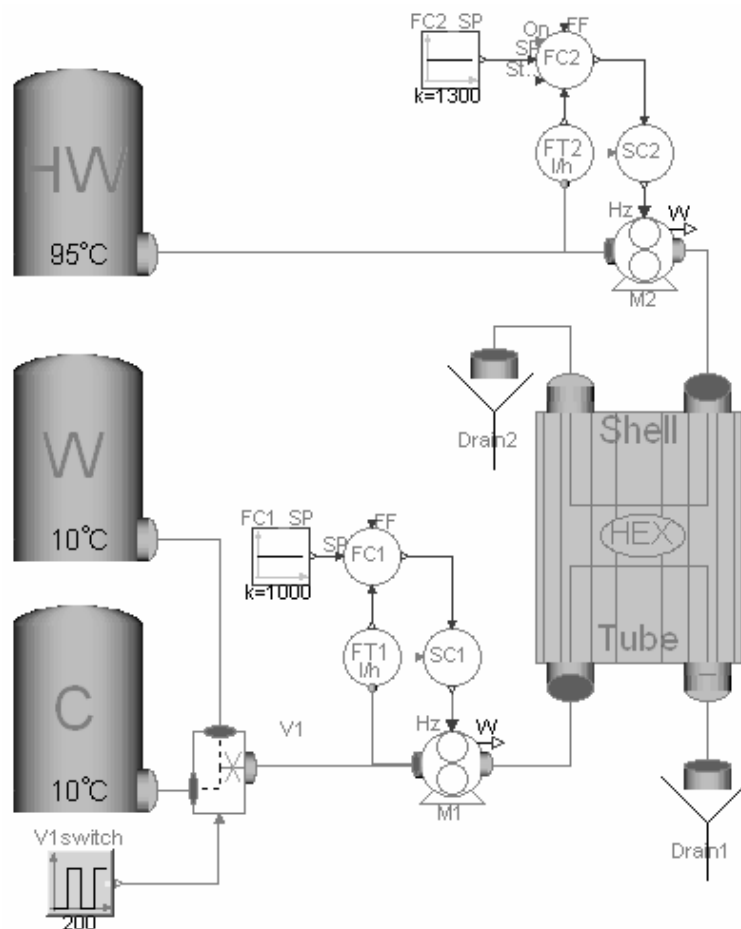 FC2 SP
On
FF
SP
FC2
St...
k=1300
HW
FT2
l/h
SC2
Hz
W
95°C
M2
Shell
Drain2
W
HEX
FC1 SP
FF
10°C
SP
FC1
k=1000
Tube
FT1
l/h
SC1
C
V1
Hz
W
10°C
M1
V1switch
Drain1
200